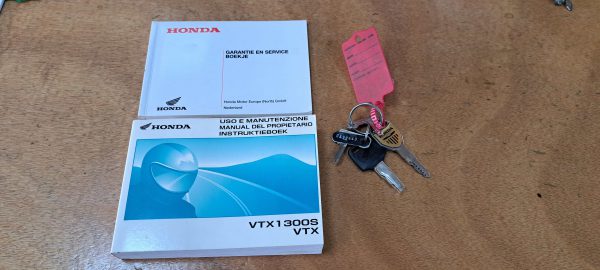 HONDA
GARANTIE EN SERVICE
BOEKJE
HONDA
Honda Motor Europe (North) GmbH
Nederland
HONDA
USO E MANUTENZIONE
MANUAL DEL PROPIETARIO
INSTRUKTIEBOEK
VTX1300S
VTX